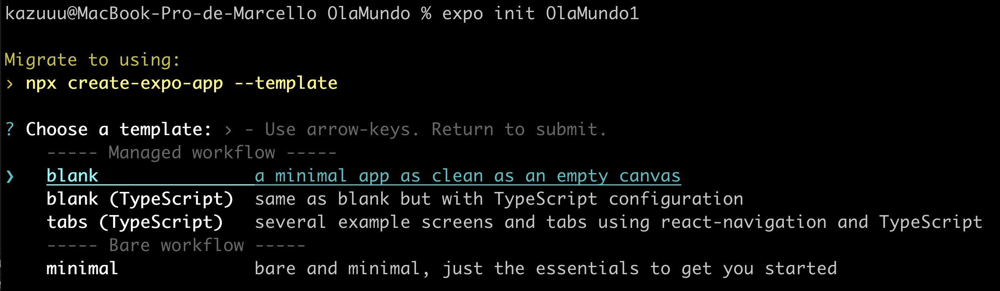 kazuuu@MacBook-Pro-de-Marcello OlaMundo % expo init OlaMundo1
Migrate to using:
› npx create-expo-app --template
? Choose a template: › - Use arrow-keys. Return to submit.
----- Managed workflow -----
❯ blank a minimal app as clean as an empty canvas
blank (TypeScript) same as blank but with TypeScript configuration
tabs (TypeScript) several example screens and tabs using react-navigation and TypeScript
----- Bare workflow -----
minimal bare and minimal, just the essentials to get you started